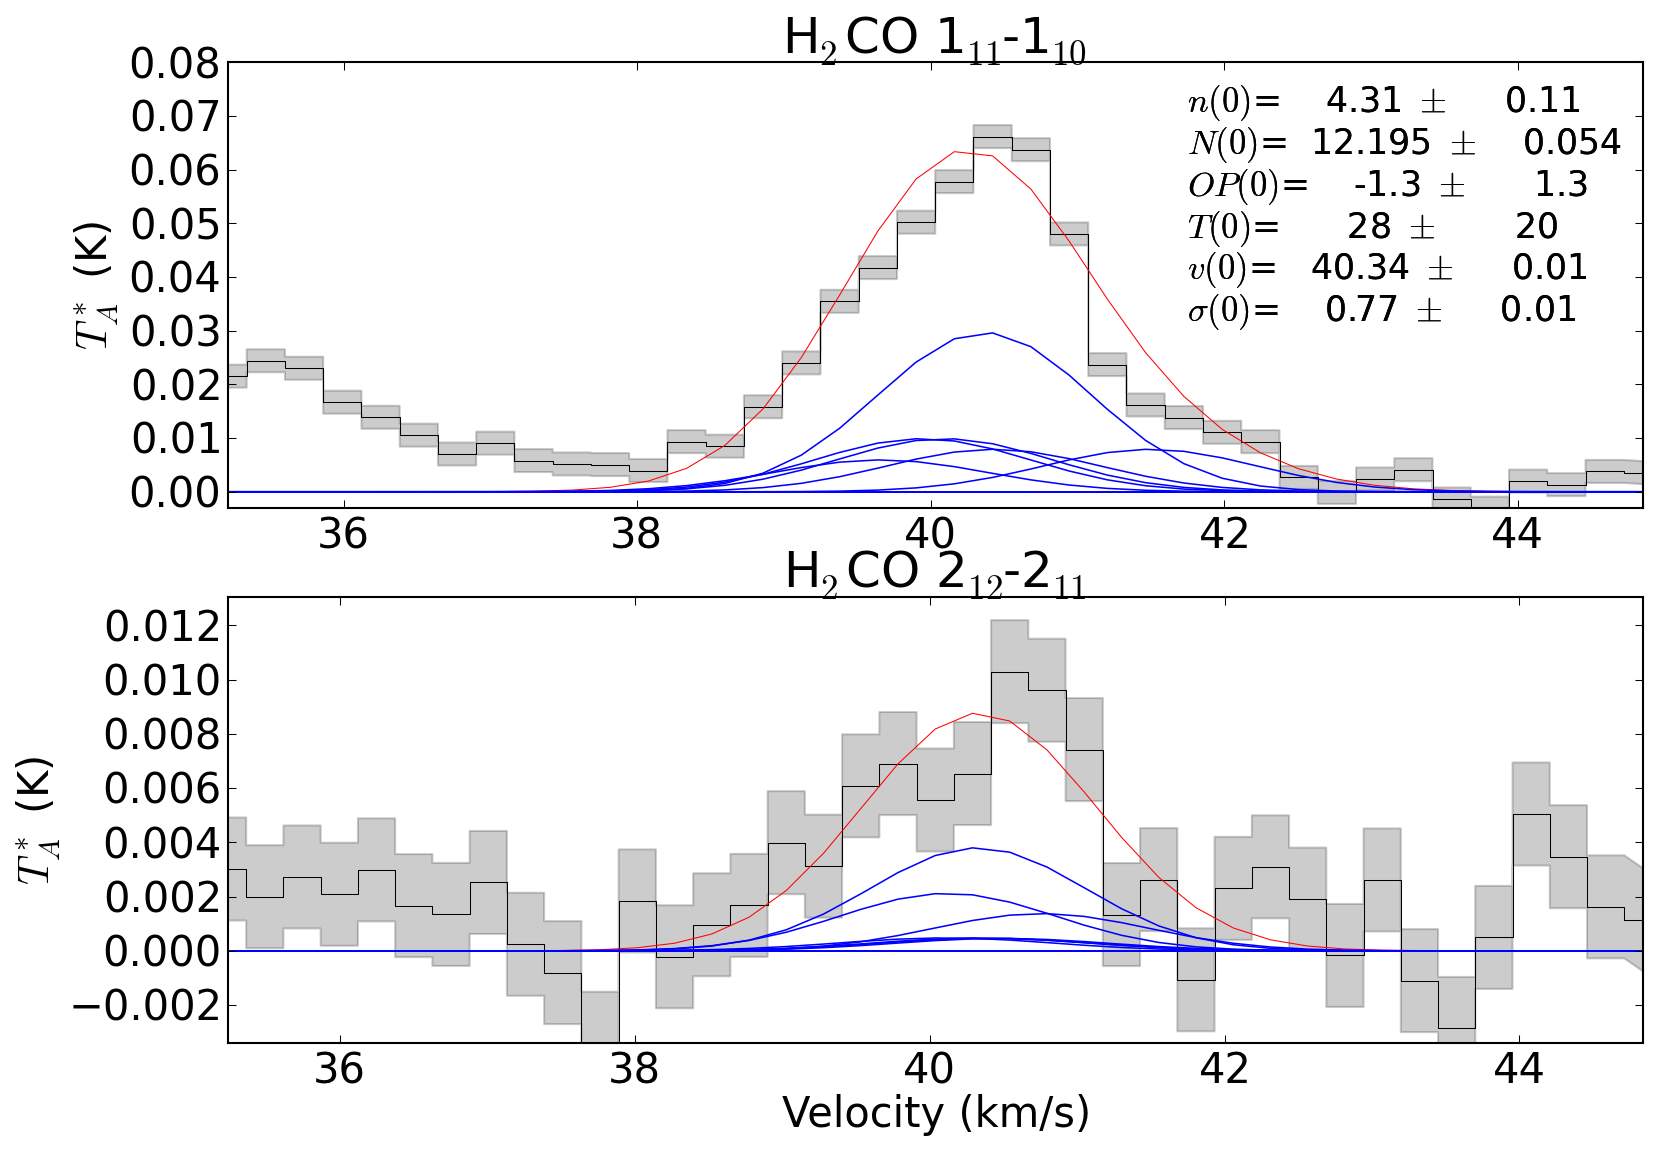 H₂CO 1₁₁-1₁₀
0.08
0.07
0.06
0.05
0.04
0.03
0.02
0.01
0.00
T*A (K)
n(0)= 4.31 ± 0.11
N(0)= 12.195 ± 0.054
OP(0)= -1.3 ± 1.3
T(0)= 28 ± 20
v(0)= 40.34 ± 0.01
σ(0)= 0.77 ± 0.01
36 38 40 42 44
H₂CO 2₁₂-2₁₁
0.012
0.010
0.008
0.006
0.004
0.002
0.000
−0.002
T*A (K)
36 38 40 42 44
Velocity (km/s)